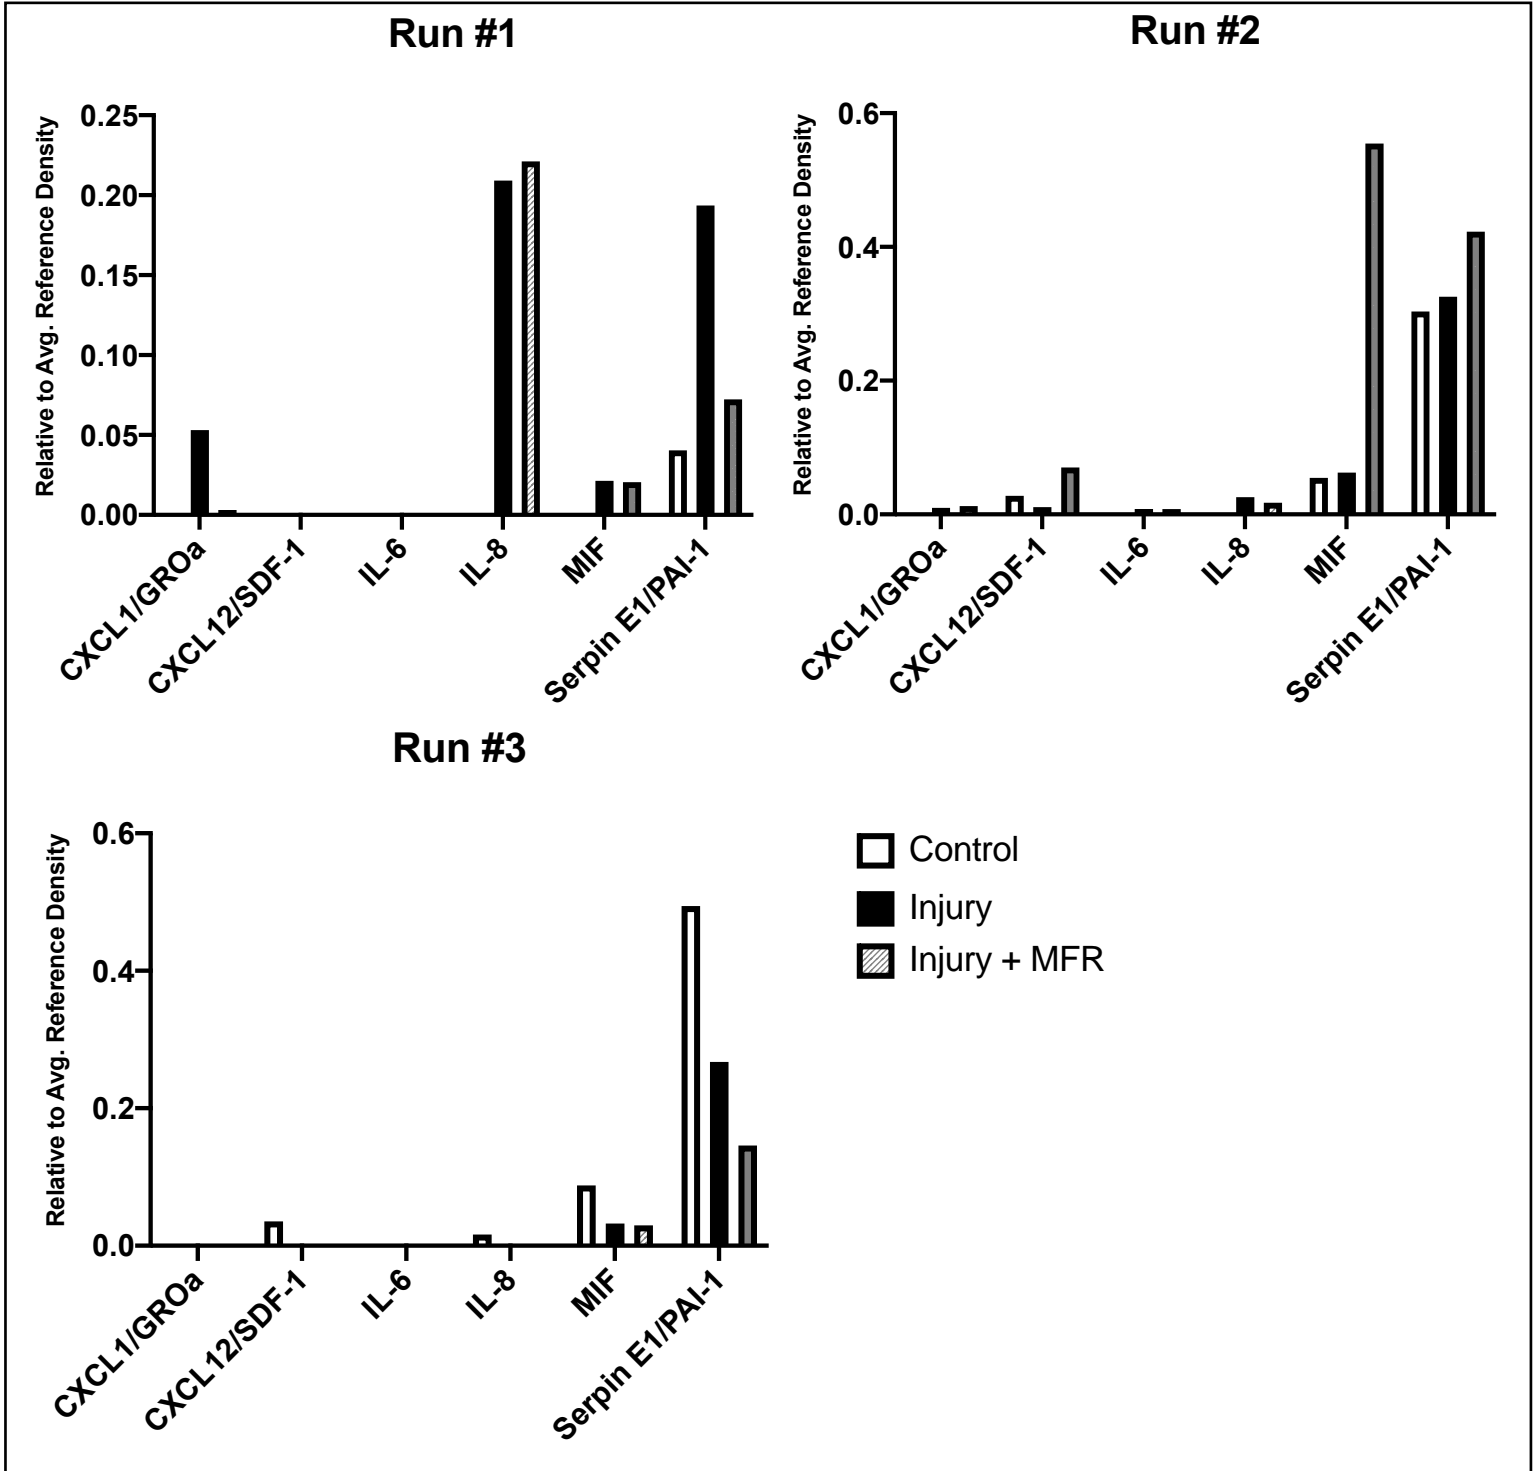 Run #1
Relative to Avg. Reference Density
0.25
0.20
0.15
0.10
0.05
0.00
CXCL1/GROa
CXCL12/SDF-1
IL-6
IL-8
MIF
Serpin E1/PAI-1
Run #2
Relative to Avg. Reference Density
0.6
0.4
0.2
0.0
CXCL1/GROa
CXCL12/SDF-1
IL-6
IL-8
MIF
Serpin E1/PAI-1
Run #3
Relative to Avg. Reference Density
0.6
0.4
0.2
0.0
CXCL1/GROa
CXCL12/SDF-1
IL-6
IL-8
MIF
Serpin E1/PAI-1
Control
Injury
Injury + MFR